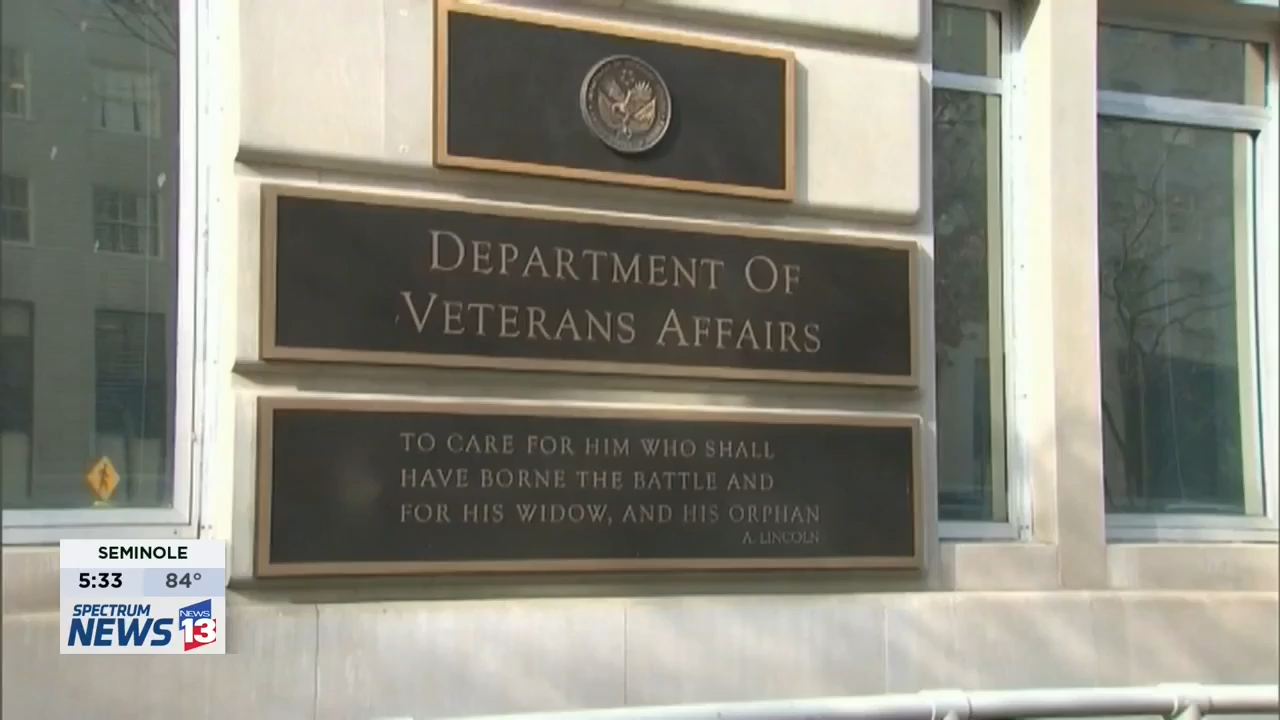 DEPARTMENT OF
VETERANS AFFAIRS
TO CARE FOR HIM WHO SHALL
HAVE BORNE THE BATTLE AND
FOR HIS WIDOW, AND HIS ORPHAN
A. LINCOLN
SEMINOLE
5:33 84°
SPECTRUM
NEWS NEWS
13